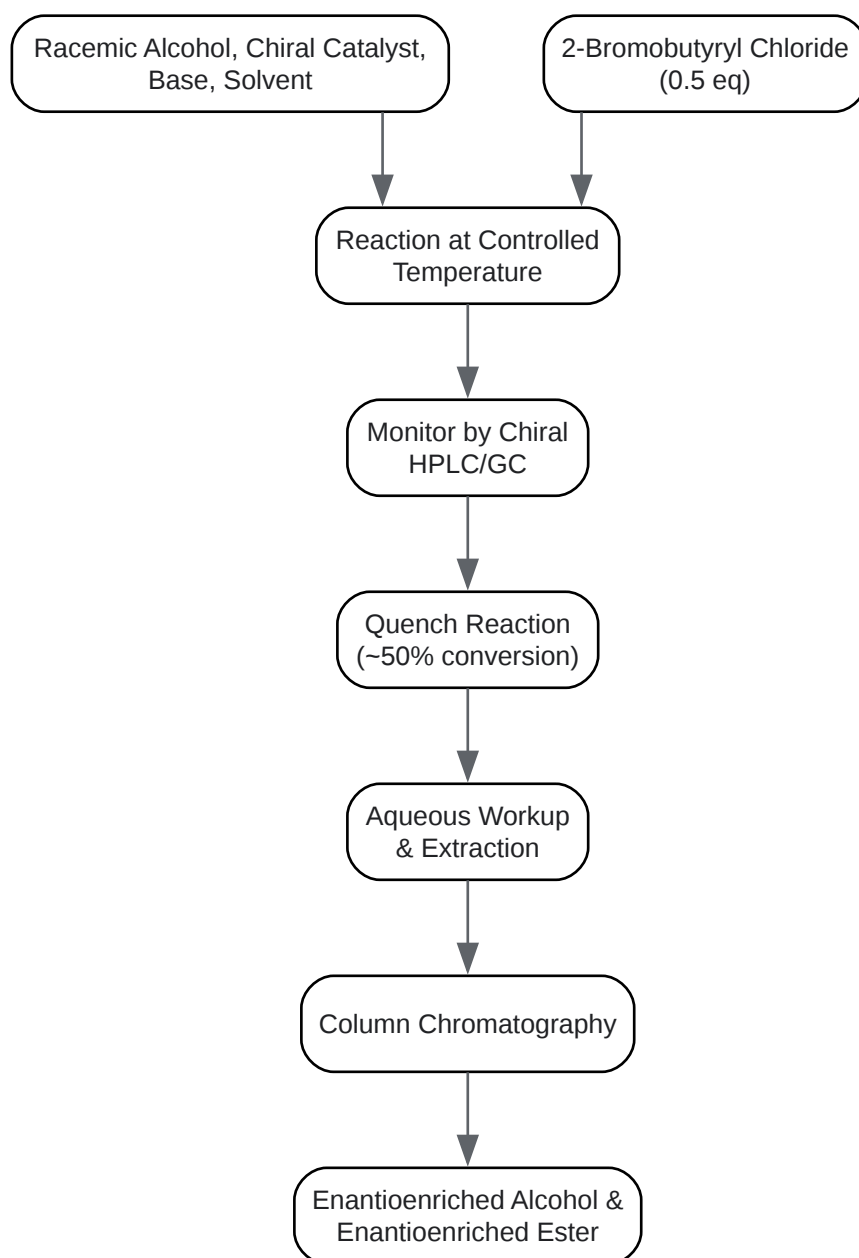 Racemic Alcohol, Chiral Catalyst,
Base, Solvent
2-Bromobutyryl Chloride
(0.5 eq)
Reaction at Controlled
Temperature
Monitor by Chiral
HPLC/GC
Quench Reaction
(~50% conversion)
Aqueous Workup
& Extraction
Column Chromatography
Enantioenriched Alcohol &
Enantioenriched Ester